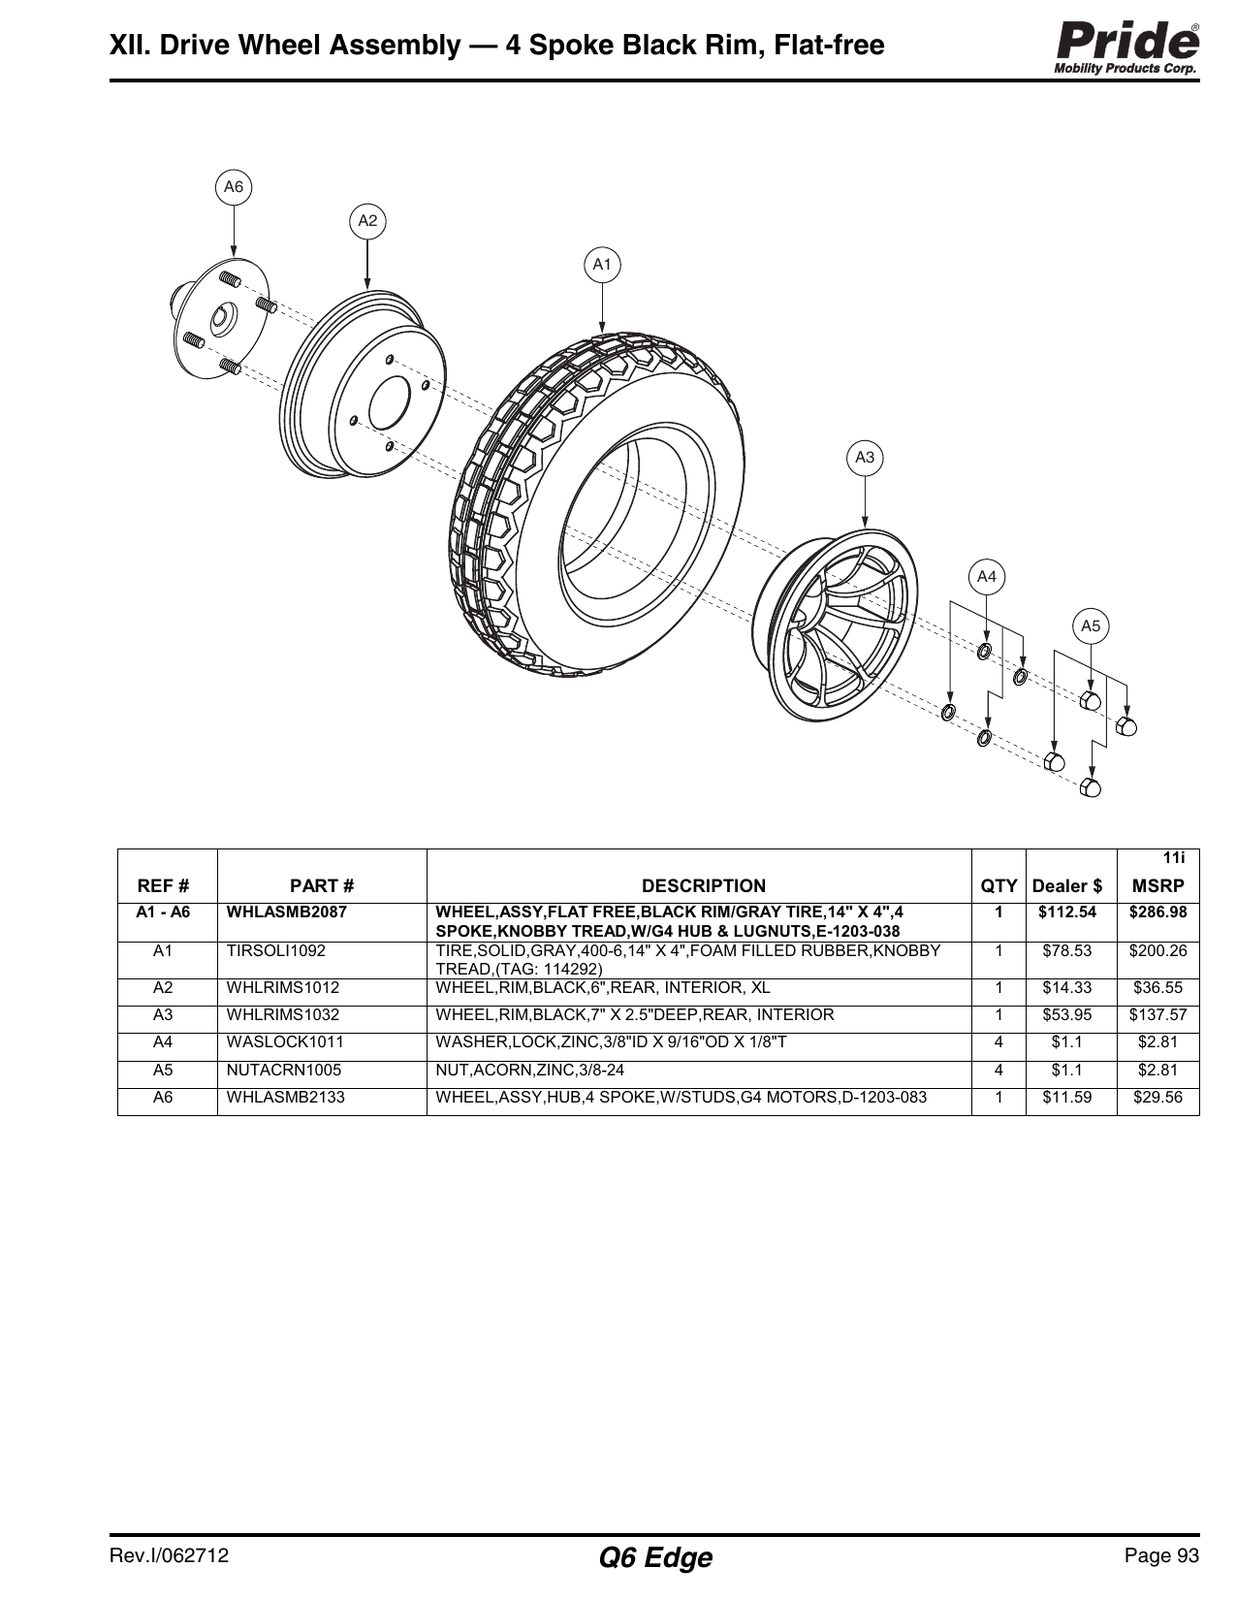 XII. Drive Wheel Assembly — 4 Spoke Black Rim, Flat-free
Pride®
Mobility Products Corp.
A6
A2
A1
A3
A4
A5
11i
REF # PART # DESCRIPTION QTY Dealer $ MSRP
A1 - A6 WHLASMB2087 WHEEL,ASSY,FLAT FREE,BLACK RIM/GRAY TIRE,14" X 4",4 1 $112.54 $286.98
SPOKE,KNOBBY TREAD,W/G4 HUB & LUGNUTS,E-1203-038
A1 TIRSOLI1092 TIRE,SOLID,GRAY,400-6,14" X 4",FOAM FILLED RUBBER,KNOBBY 1 $78.53 $200.26
TREAD,(TAG: 114292)
A2 WHLRIMS1012 WHEEL,RIM,BLACK,6",REAR, INTERIOR, XL 1 $14.33 $36.55
A3 WHLRIMS1032 WHEEL,RIM,BLACK,7" X 2.5"DEEP,REAR, INTERIOR 1 $53.95 $137.57
A4 WASLOCK1011 WASHER,LOCK,ZINC,3/8"ID X 9/16"OD X 1/8"T 4 $1.1 $2.81
A5 NUTACRN1005 NUT,ACORN,ZINC,3/8-24 4 $1.1 $2.81
A6 WHLASMB2133 WHEEL,ASSY,HUB,4 SPOKE,W/STUDS,G4 MOTORS,D-1203-083 1 $11.59 $29.56
Rev.I/062712 Q6 Edge Page 93